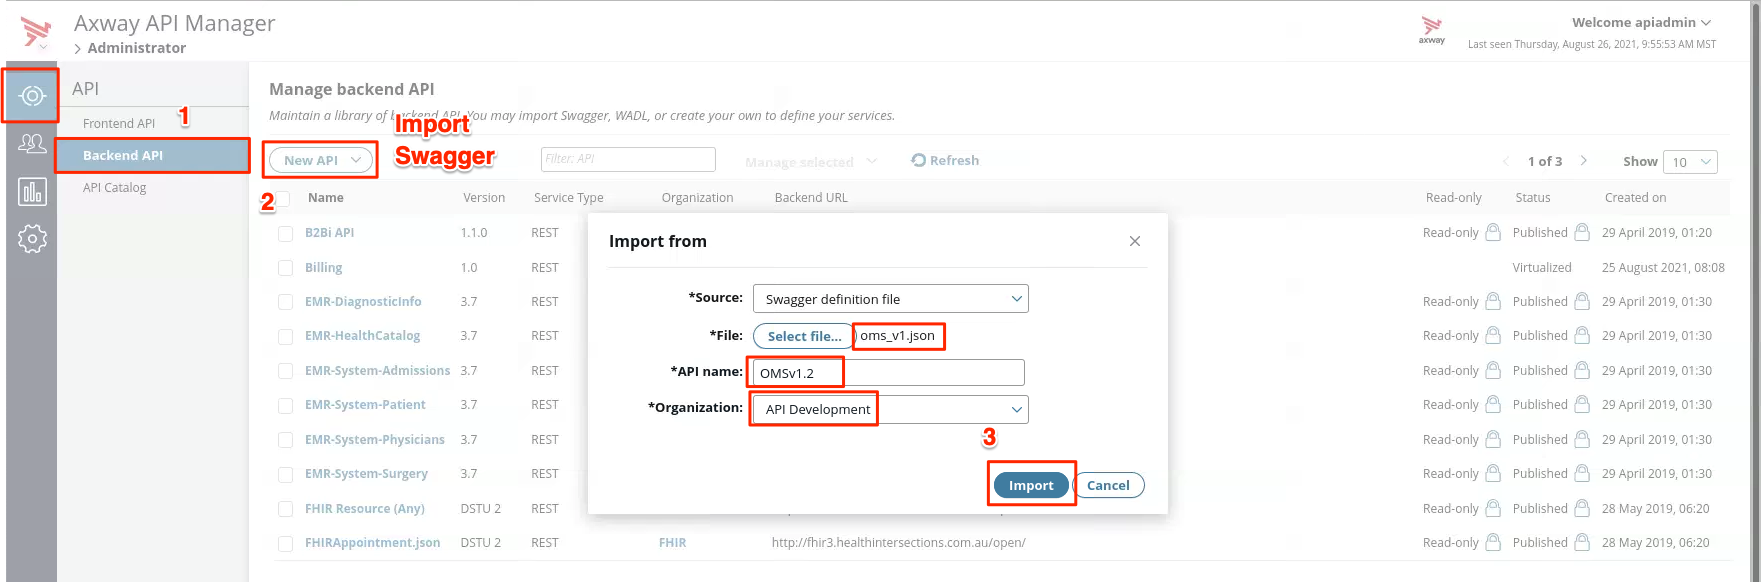 Axway API Manager
Administrator
axway
Welcome apiadmin
Last seen Thursday, August 26, 2021, 9:55:53 AM MST
API
1
Frontend API
Backend API
API Catalog
Manage backend API
Maintain a library of backend API. You may import Swagger, WADL, or create your own to define your services.
Import
Swagger
New API
Filter: API
Manage selected
Refresh
1 of 3
Show 10
2
Name Version Service Type Organization Backend URL Read-only Status Created on
B2Bi API 1.1.0 REST Read-only Published 29 April 2019, 01:20
Billing 1.0 REST Virtualized 25 August 2021, 08:08
EMR-DiagnosticInfo 3.7 REST Read-only Published 29 April 2019, 01:30
EMR-HealthCatalog 3.7 REST Read-only Published 29 April 2019, 01:30
EMR-System-Admissions 3.7 REST Read-only Published 29 April 2019, 01:30
EMR-System-Patient 3.7 REST Read-only Published 29 April 2019, 01:30
EMR-System-Physicians 3.7 REST Read-only Published 29 April 2019, 01:30
EMR-System-Surgery 3.7 REST Read-only Published 29 April 2019, 01:30
FHIR Resource (Any) DSTU 2 REST Read-only Published 28 May 2019, 06:20
FHIRAppointment.json DSTU 2 REST FHIR http://fhir3.healthintersections.com.au/open/ Read-only Published 28 May 2019, 06:20
Import from
*Source: Swagger definition file
*File: Select file... oms_v1.json
*API name: OMSv1.2
*Organization: API Development
3
Import Cancel